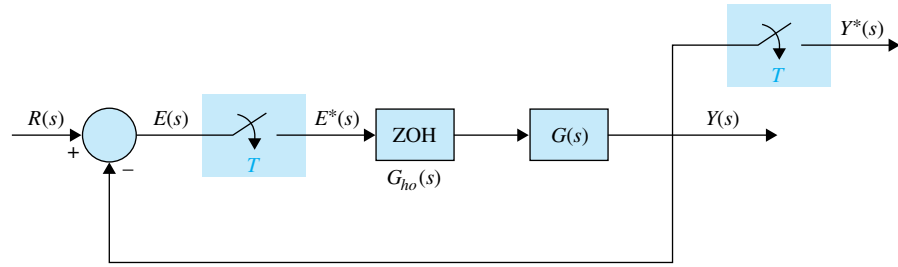 Y*(s)
T
R(s)
E(s)
E*(s)
ZOH
G(s)
Y(s)
+
−
T
G_ho(s)